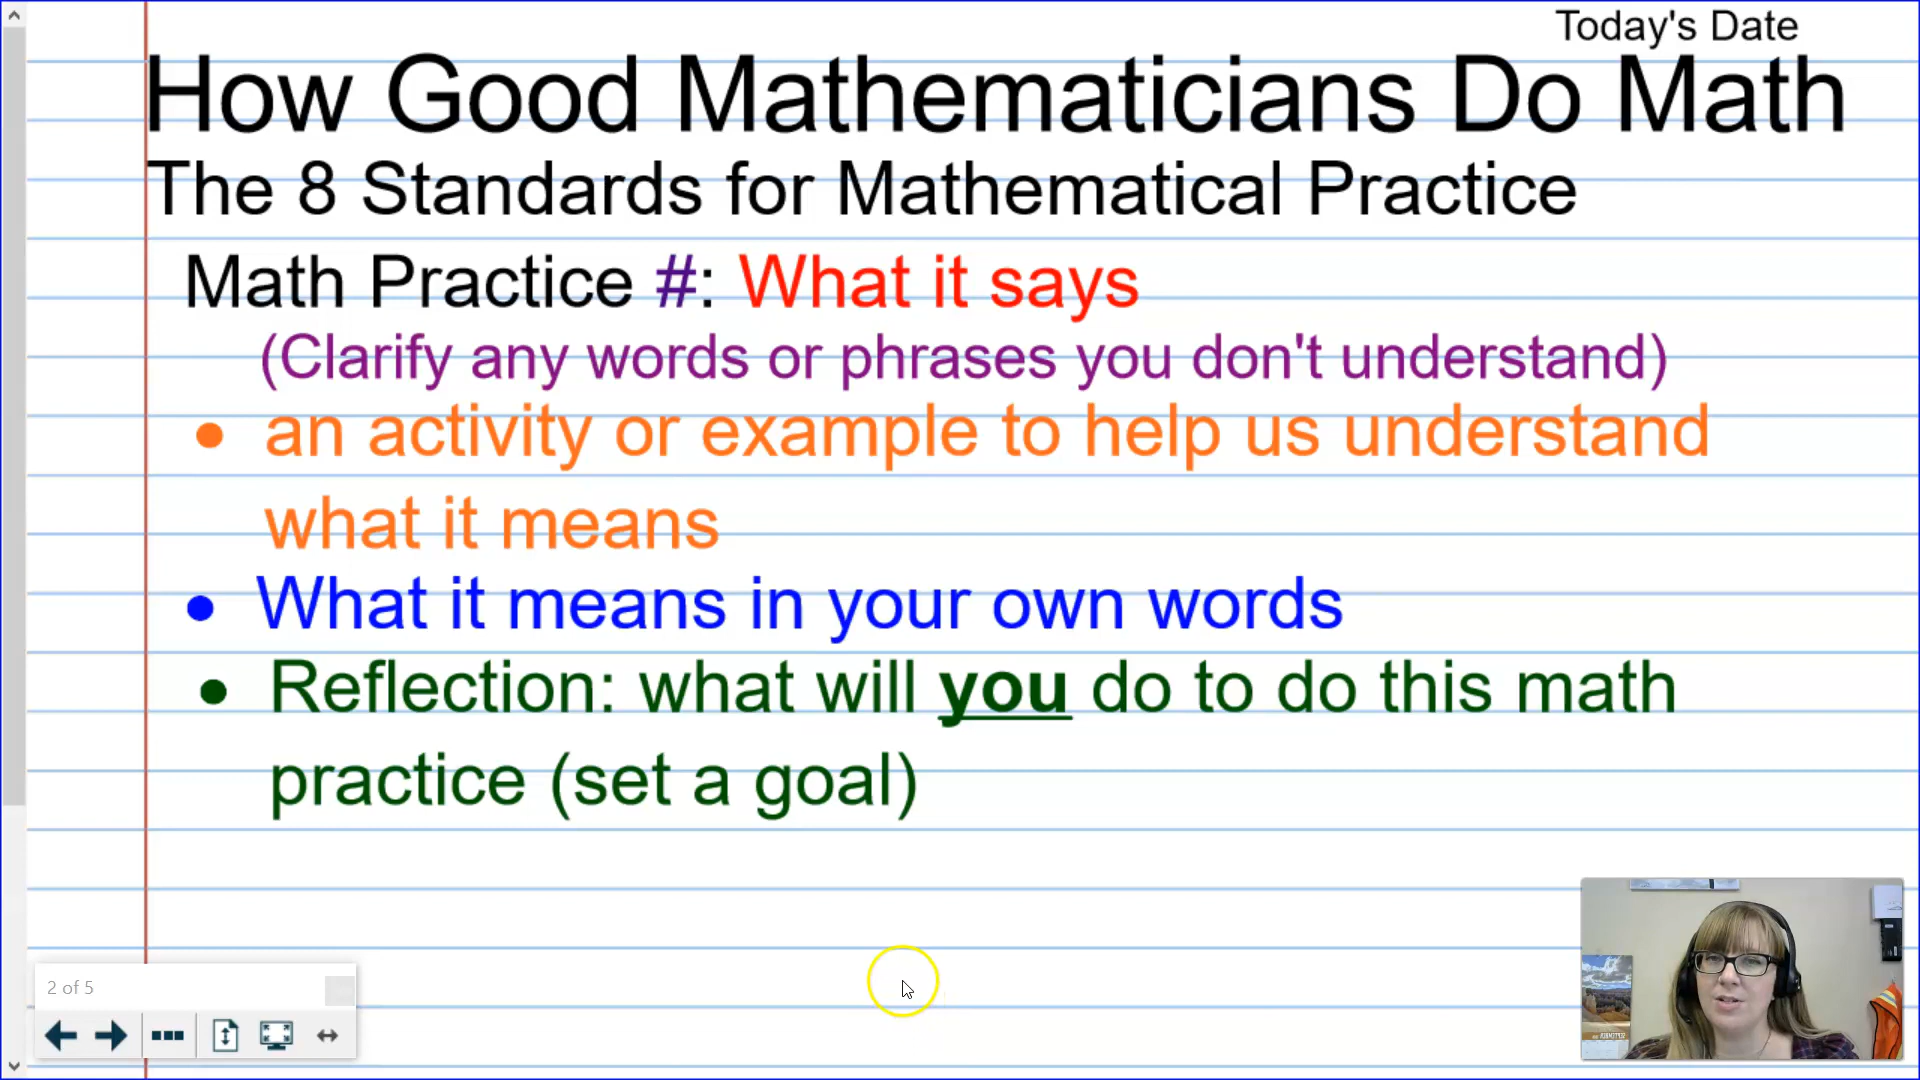 Today's Date
How Good Mathematicians Do Math
The 8 Standards for Mathematical Practice
Math Practice #: What it says
(Clarify any words or phrases you don't understand)
• an activity or example to help us understand
what it means
• What it means in your own words
• Reflection: what will you do to do this math
practice (set a goal)
2 of 5